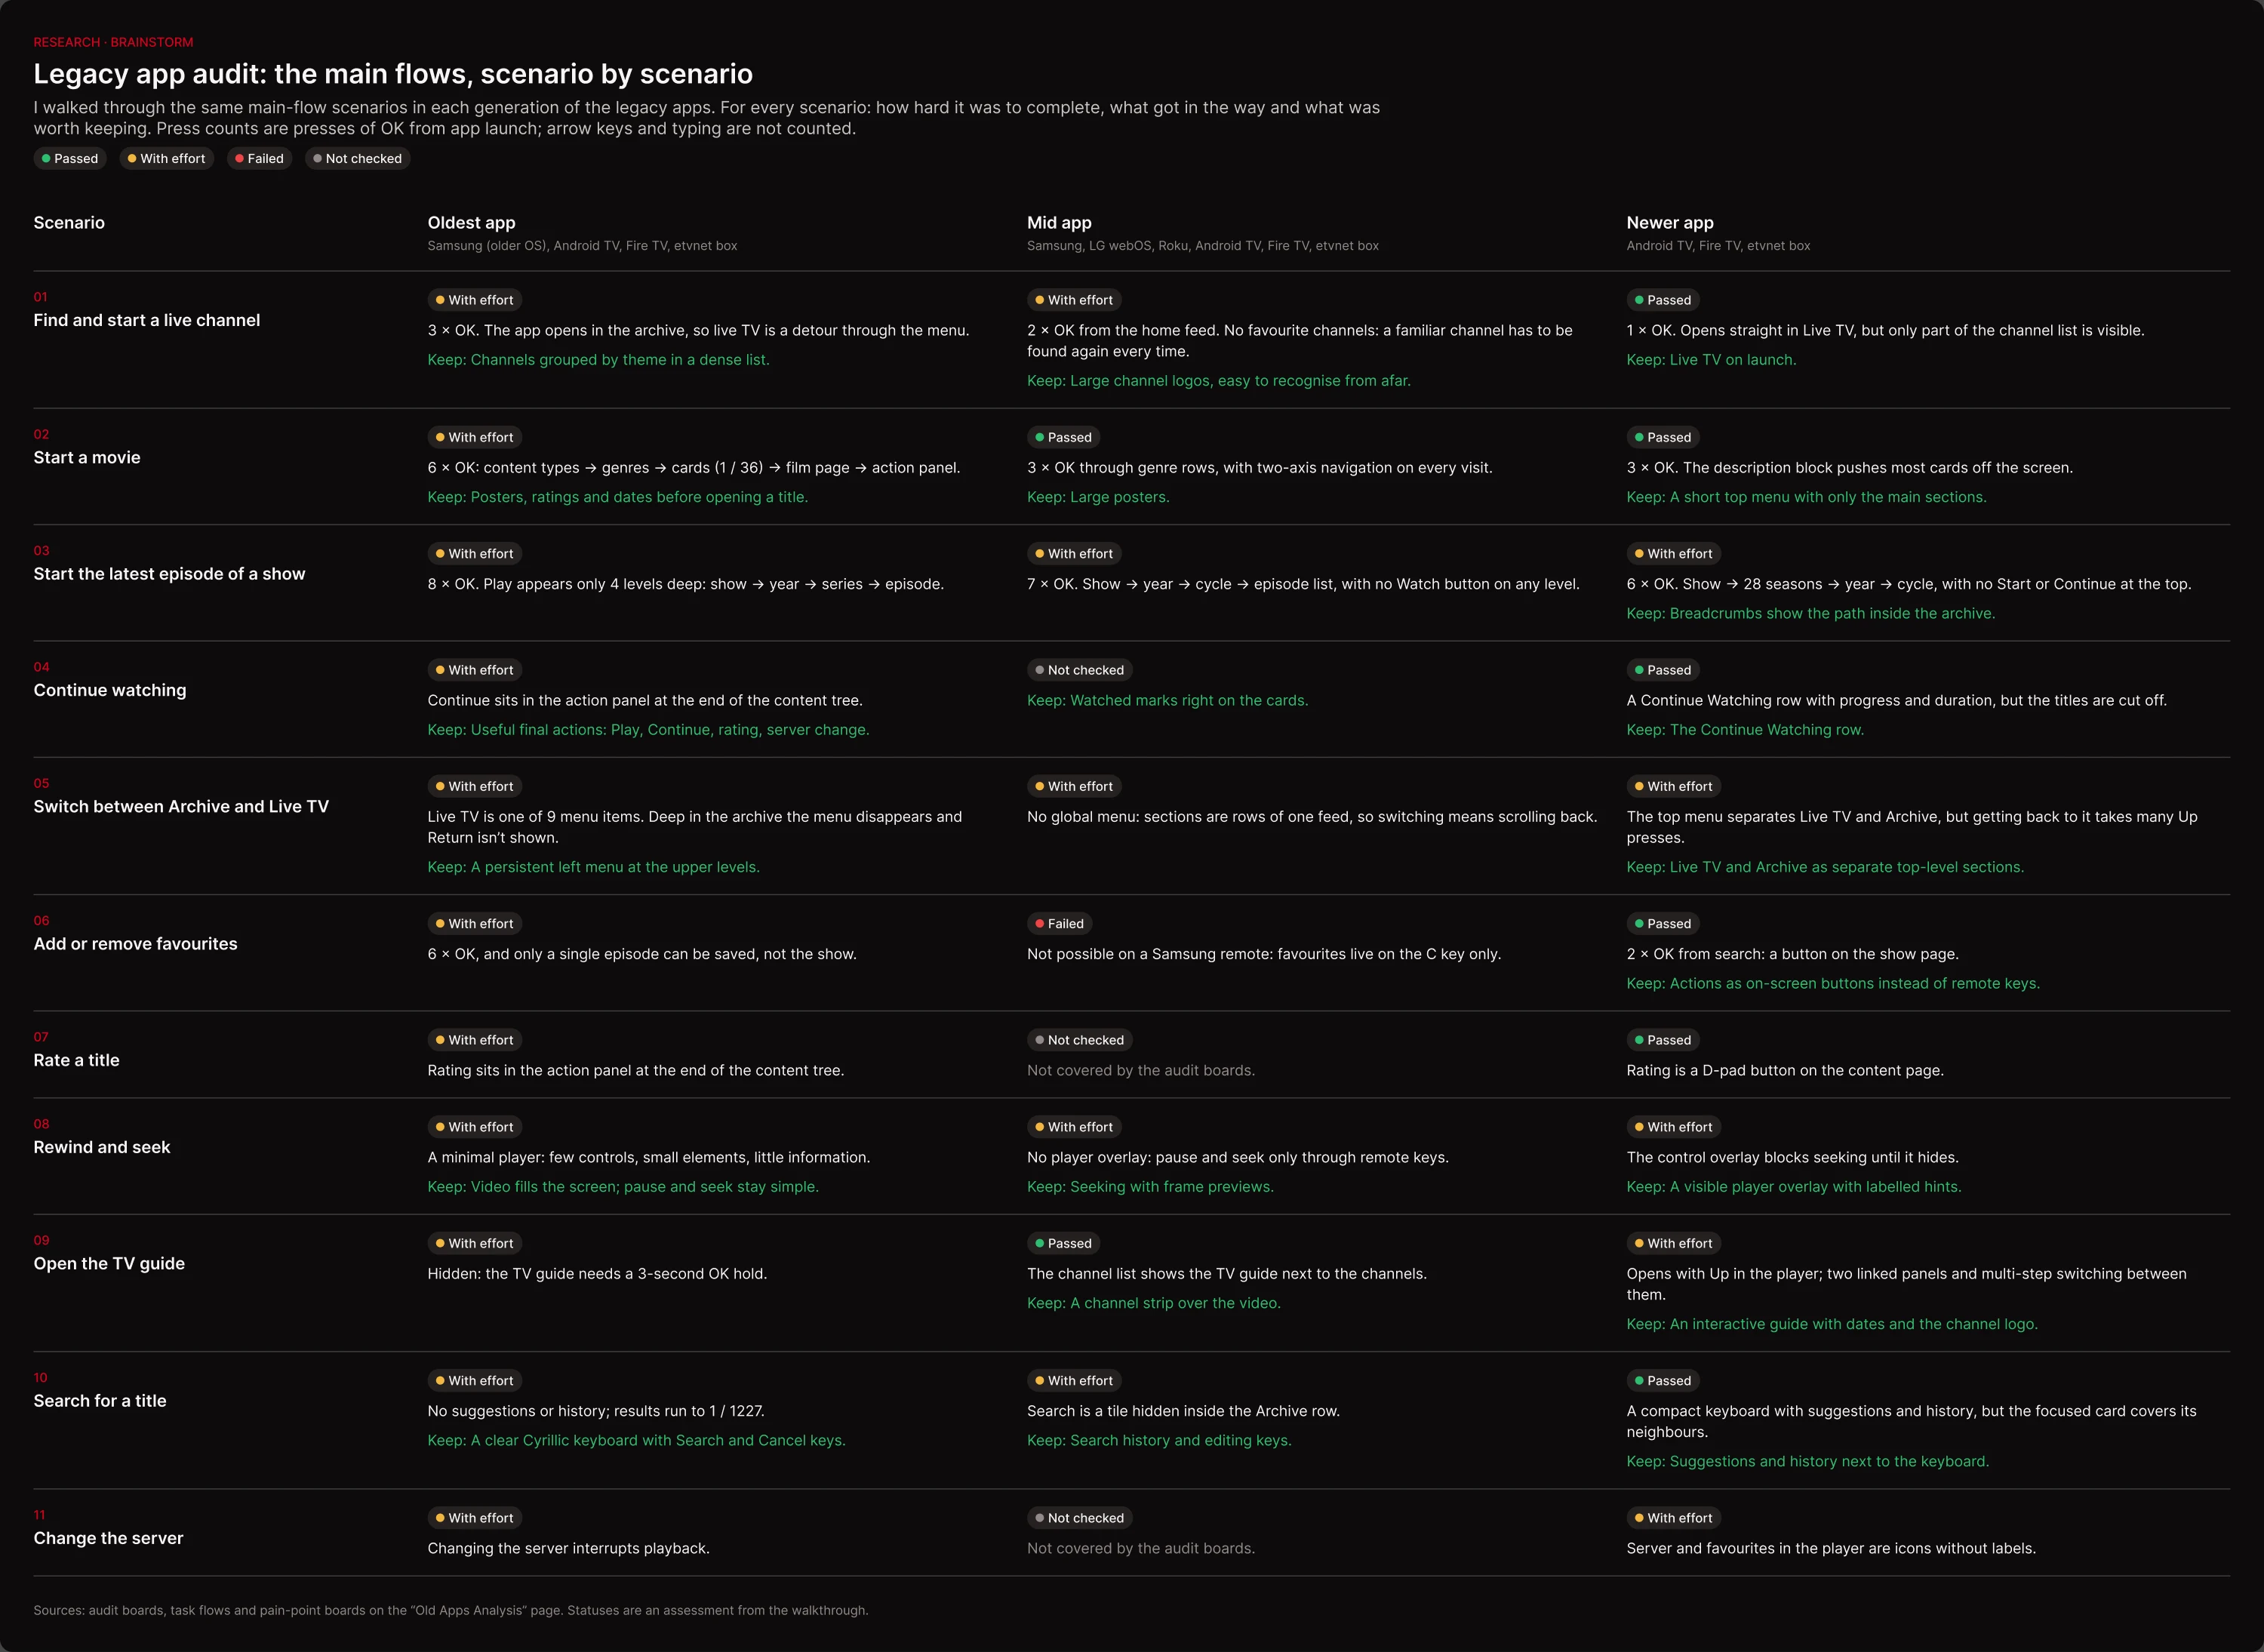 RESEARCH · BRAINSTORM
Legacy app audit: the main flows, scenario by scenario
I walked through the same main-flow scenarios in each generation of the legacy apps. For every scenario: how hard it was to complete, what got in the way and what was
worth keeping. Press counts are presses of OK from app launch; arrow keys and typing are not counted.
Passed
With effort
Failed
Not checked
Scenario
Oldest app
Samsung (older OS), Android TV, Fire TV, etvnet box
Mid app
Samsung, LG webOS, Roku, Android TV, Fire TV, etvnet box
Newer app
Android TV, Fire TV, etvnet box
01
Find and start a live channel
With effort
3 × OK. The app opens in the archive, so live TV is a detour through the menu.
Keep: Channels grouped by theme in a dense list.
With effort
2 × OK from the home feed. No favourite channels: a familiar channel has to be
found again every time.
Keep: Large channel logos, easy to recognise from afar.
Passed
1 × OK. Opens straight in Live TV, but only part of the channel list is visible.
Keep: Live TV on launch.
02
Start a movie
With effort
6 × OK: content types → genres → cards (1 / 36) → film page → action panel.
Keep: Posters, ratings and dates before opening a title.
Passed
3 × OK through genre rows, with two-axis navigation on every visit.
Keep: Large posters.
Passed
3 × OK. The description block pushes most cards off the screen.
Keep: A short top menu with only the main sections.
03
Start the latest episode of a show
With effort
8 × OK. Play appears only 4 levels deep: show → year → series → episode.
With effort
7 × OK. Show → year → cycle → episode list, with no Watch button on any level.
With effort
6 × OK. Show → 28 seasons → year → cycle, with no Start or Continue at the top.
Keep: Breadcrumbs show the path inside the archive.
04
Continue watching
With effort
Continue sits in the action panel at the end of the content tree.
Keep: Useful final actions: Play, Continue, rating, server change.
Not checked
Keep: Watched marks right on the cards.
Passed
A Continue Watching row with progress and duration, but the titles are cut off.
Keep: The Continue Watching row.
05
Switch between Archive and Live TV
With effort
Live TV is one of 9 menu items. Deep in the archive the menu disappears and
Return isn’t shown.
Keep: A persistent left menu at the upper levels.
With effort
No global menu: sections are rows of one feed, so switching means scrolling back.
With effort
The top menu separates Live TV and Archive, but getting back to it takes many Up
presses.
Keep: Live TV and Archive as separate top-level sections.
06
Add or remove favourites
With effort
6 × OK, and only a single episode can be saved, not the show.
Failed
Not possible on a Samsung remote: favourites live on the C key only.
Passed
2 × OK from search: a button on the show page.
Keep: Actions as on-screen buttons instead of remote keys.
07
Rate a title
With effort
Rating sits in the action panel at the end of the content tree.
Not checked
Not covered by the audit boards.
Passed
Rating is a D-pad button on the content page.
08
Rewind and seek
With effort
A minimal player: few controls, small elements, little information.
Keep: Video fills the screen; pause and seek stay simple.
With effort
No player overlay: pause and seek only through remote keys.
Keep: Seeking with frame previews.
With effort
The control overlay blocks seeking until it hides.
Keep: A visible player overlay with labelled hints.
09
Open the TV guide
With effort
Hidden: the TV guide needs a 3-second OK hold.
Passed
The channel list shows the TV guide next to the channels.
Keep: A channel strip over the video.
With effort
Opens with Up in the player; two linked panels and multi-step switching between
them.
Keep: An interactive guide with dates and the channel logo.
10
Search for a title
With effort
No suggestions or history; results run to 1 / 1227.
Keep: A clear Cyrillic keyboard with Search and Cancel keys.
With effort
Search is a tile hidden inside the Archive row.
Keep: Search history and editing keys.
Passed
A compact keyboard with suggestions and history, but the focused card covers its
neighbours.
Keep: Suggestions and history next to the keyboard.
11
Change the server
With effort
Changing the server interrupts playback.
Not checked
Not covered by the audit boards.
With effort
Server and favourites in the player are icons without labels.
Sources: audit boards, task flows and pain-point boards on the “Old Apps Analysis” page. Statuses are an assessment from the walkthrough.